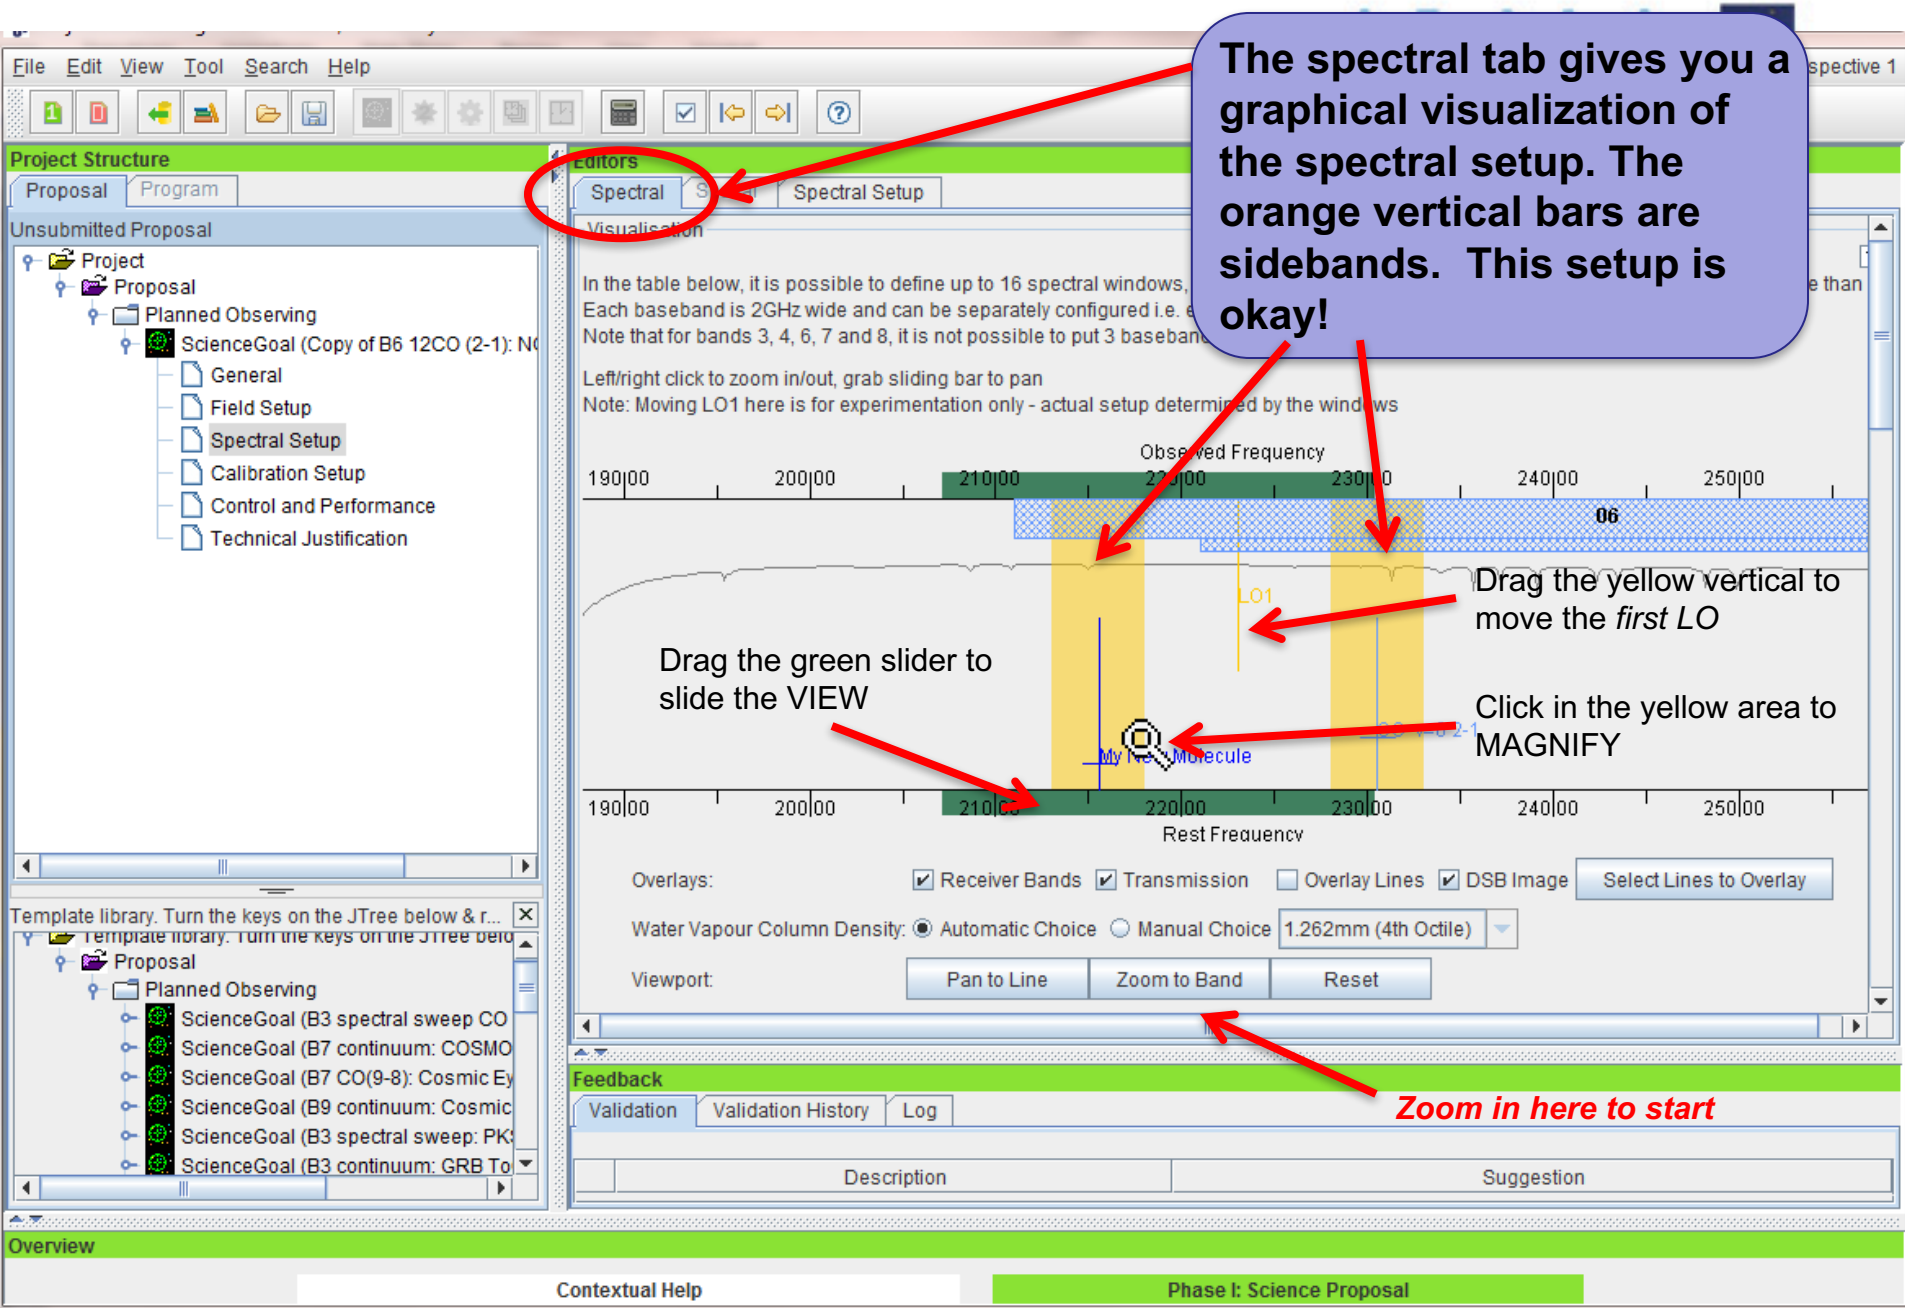 The spectral tab gives you a
graphical visualization of
the spectral setup. The
orange vertical bars are
sidebands.  This setup is
okay!
File Edit View Tool Search Help
spective 1
Project Structure
Proposal Program
Unsubmitted Proposal
Project
Proposal
Planned Observing
ScienceGoal (Copy of B6 12CO (2-1): N
General
Field Setup
Spectral Setup
Calibration Setup
Control and Performance
Technical Justification
Template library. Turn the keys on the JTree below & r...
Template library. Turn the keys on the JTree belo
Proposal
Planned Observing
ScienceGoal (B3 spectral sweep CO
ScienceGoal (B7 continuum: COSMO
ScienceGoal (B7 CO(9-8): Cosmic Ey
ScienceGoal (B9 continuum: Cosmic
ScienceGoal (B3 spectral sweep: PK
ScienceGoal (B3 continuum: GRB To
Editors
Spectral Spectral Setup
Visualisation
In the table below, it is possible to define up to 16 spectral windows, e than
Each baseband is 2GHz wide and can be separately configured i.e. e
Note that for bands 3, 4, 6, 7 and 8, it is not possible to put 3 baseban
Left/right click to zoom in/out, grab sliding bar to pan
Note: Moving LO1 here is for experimentation only - actual setup determined by the windows
Observed Frequency
190|00 200|00 210|00 220|00 230|00 240|00 250|00
06
LO1
Drag the yellow vertical to
move the first LO
Drag the green slider to
slide the VIEW
Click in the yellow area to
MAGNIFY
2-1
My New Molecule
190|00 200|00 210|00 220|00 230|00 240|00 250|00
Rest Frequency
Overlays: Receiver Bands Transmission Overlay Lines DSB Image Select Lines to Overlay
Water Vapour Column Density: Automatic Choice Manual Choice 1.262mm (4th Octile)
Viewport: Pan to Line Zoom to Band Reset
Feedback
Validation Validation History Log
Zoom in here to start
Description Suggestion
Overview
Contextual Help Phase I: Science Proposal